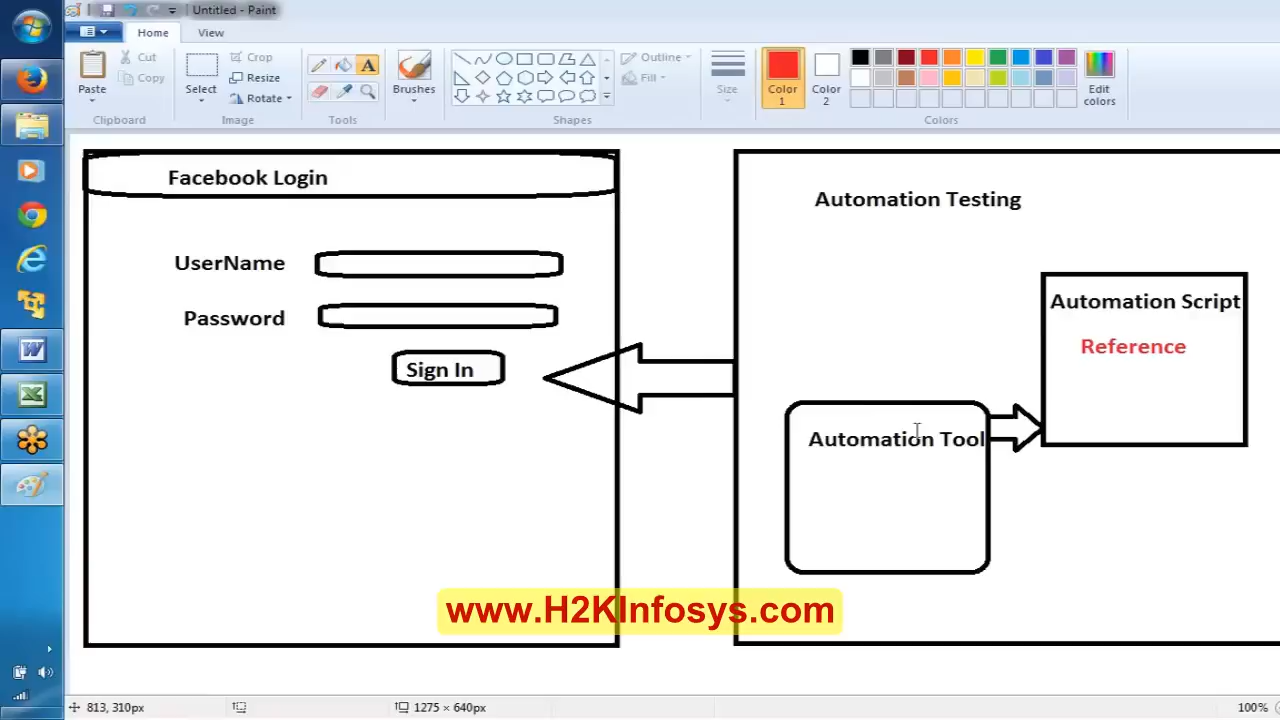 Untitled - Paint
Home
View
Paste
Cut
Copy
Clipboard
Select
Crop
Resize
Rotate
Image
Tools
Brushes
Outline
Fill
Shapes
Size
Color 1
Color 2
Edit colors
Colors
Facebook Login
UserName
Password
Sign In
Automation Testing
Automation Script
Reference
Automation Tool
www.H2KInfosys.com
813, 310px
1275 × 640px
100%